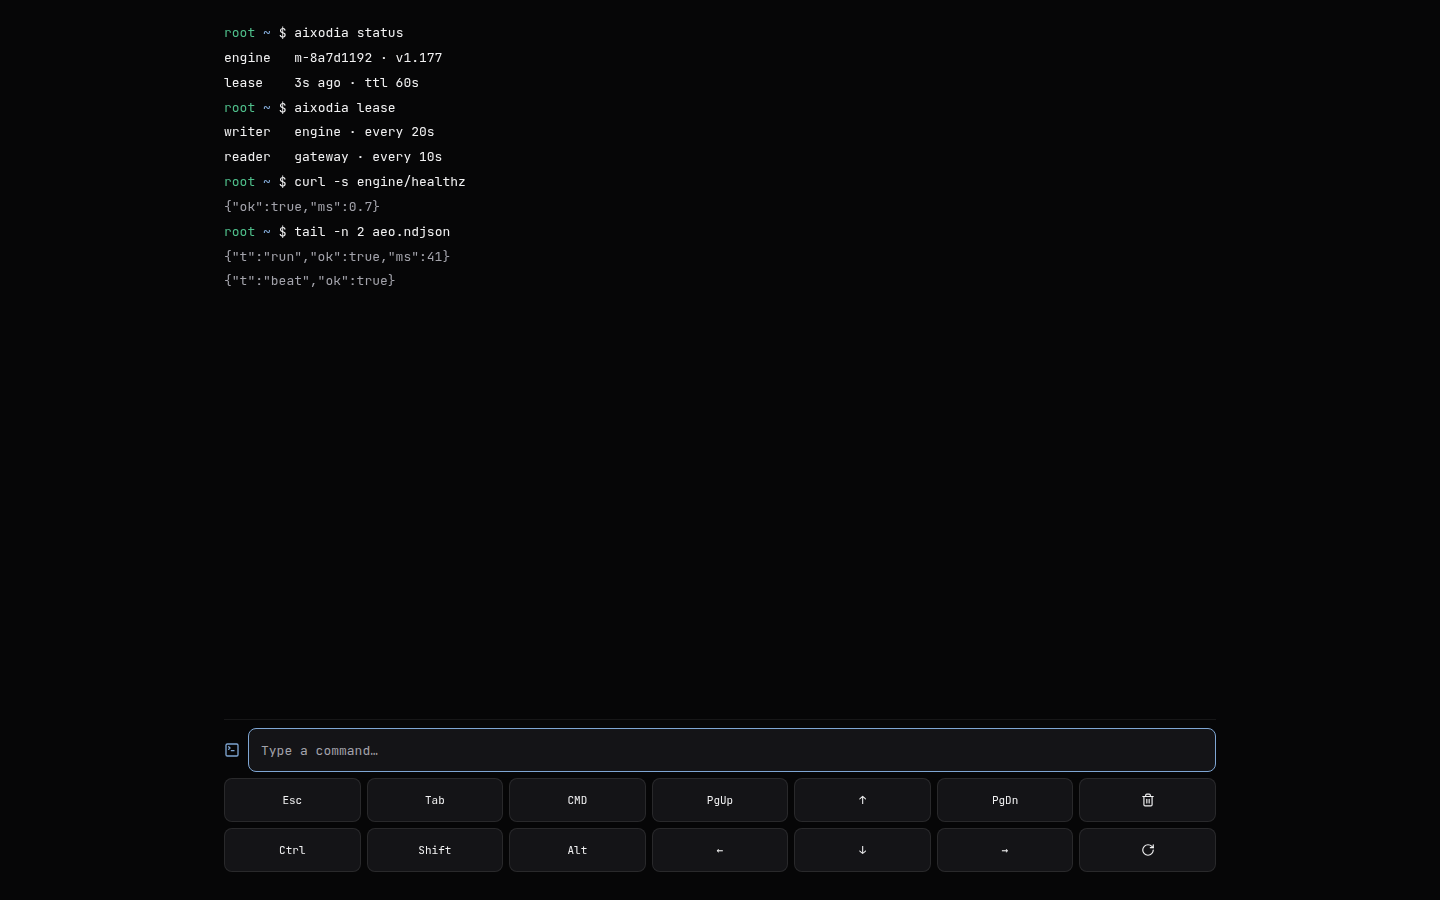 root ~ $ aixodia status
engine   m-8a7d1192 · v1.177
lease    3s ago · ttl 60s
root ~ $ aixodia lease
writer   engine · every 20s
reader   gateway · every 10s
root ~ $ curl -s engine/healthz
{"ok":true,"ms":0.7}
root ~ $ tail -n 2 aeo.ndjson
{"t":"run","ok":true,"ms":41}
{"t":"beat","ok":true}
Type a command…
Esc Tab CMD PgUp ↑ PgDn
Ctrl Shift Alt ← ↓ →